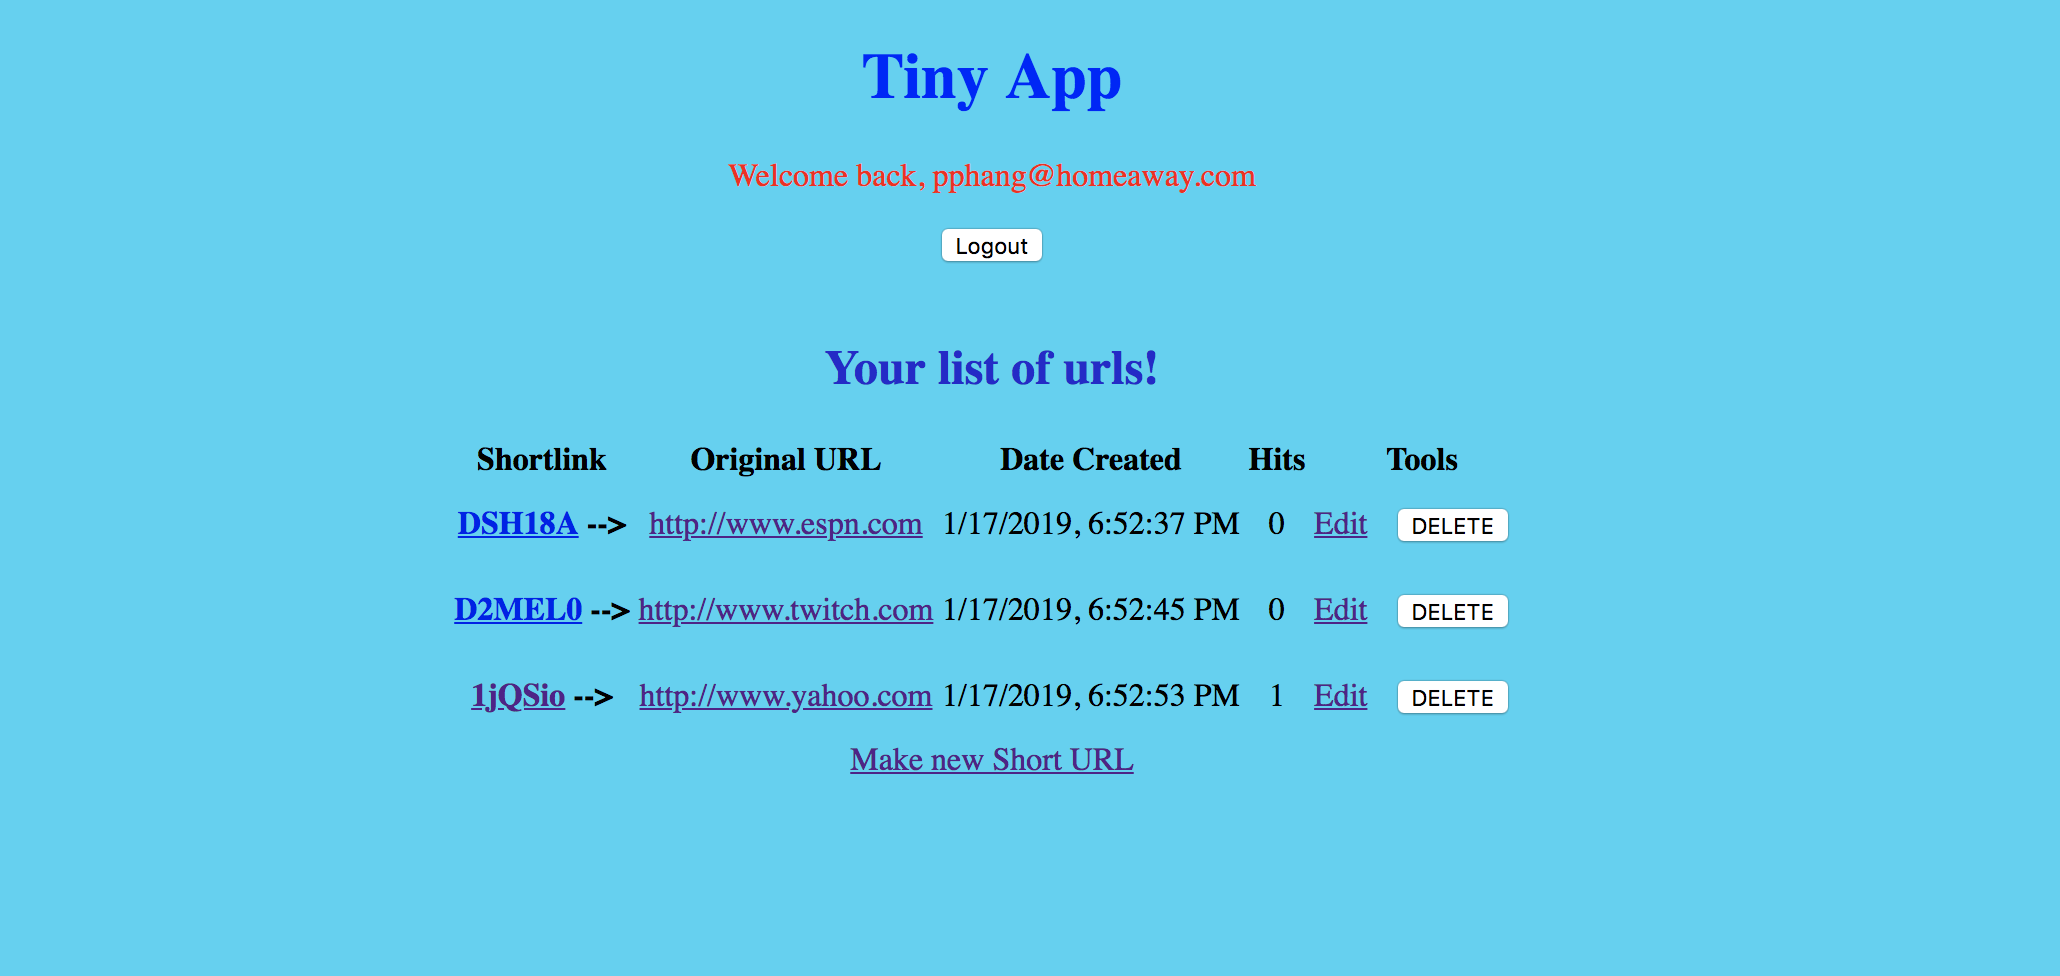 Tiny App
Welcome back, pphang@homeaway.com
Logout
Your list of urls!
Shortlink Original URL Date Created Hits Tools
DSH18A --> http://www.espn.com 1/17/2019, 6:52:37 PM 0 Edit DELETE
D2MEL0 --> http://www.twitch.com 1/17/2019, 6:52:45 PM 0 Edit DELETE
1jQSio --> http://www.yahoo.com 1/17/2019, 6:52:53 PM 1 Edit DELETE
Make new Short URL